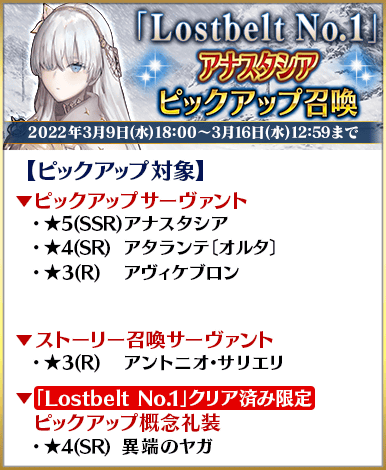 「Lostbelt No.1」
アナスタシア
ピックアップ召喚
2022年3月9日(水)18:00～3月16日(水)12:59まで
【ピックアップ対象】
▼ピックアップサーヴァント
・★5(SSR)アナスタシア
・★4(SR) アタランテ〔オルタ〕
・★3(R) アヴィケブロン
▼ストーリー召喚サーヴァント
・★3(R) アントニオ・サリエリ
▼「Lostbelt No.1」クリア済み限定
ピックアップ概念礼装
・★4(SR) 異端のヤガ